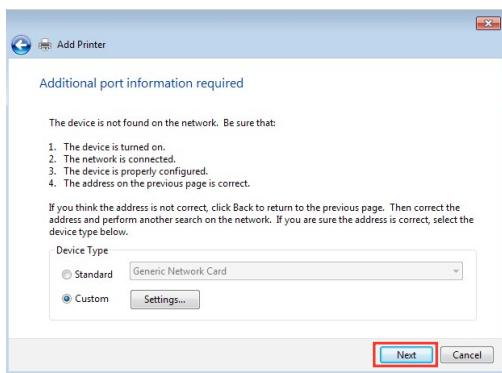 Add Printer
Additional port information required
The device is not found on the network. Be sure that:
1. The device is turned on.
2. The network is connected.
3. The device is properly configured.
4. The address on the previous page is correct.
If you think the address is not correct, click Back to return to the previous page. Then correct the
address and perform another search on the network. If you are sure the address is correct, select the
device type below.
Device Type
Standard Generic Network Card
Custom Settings...
Next Cancel